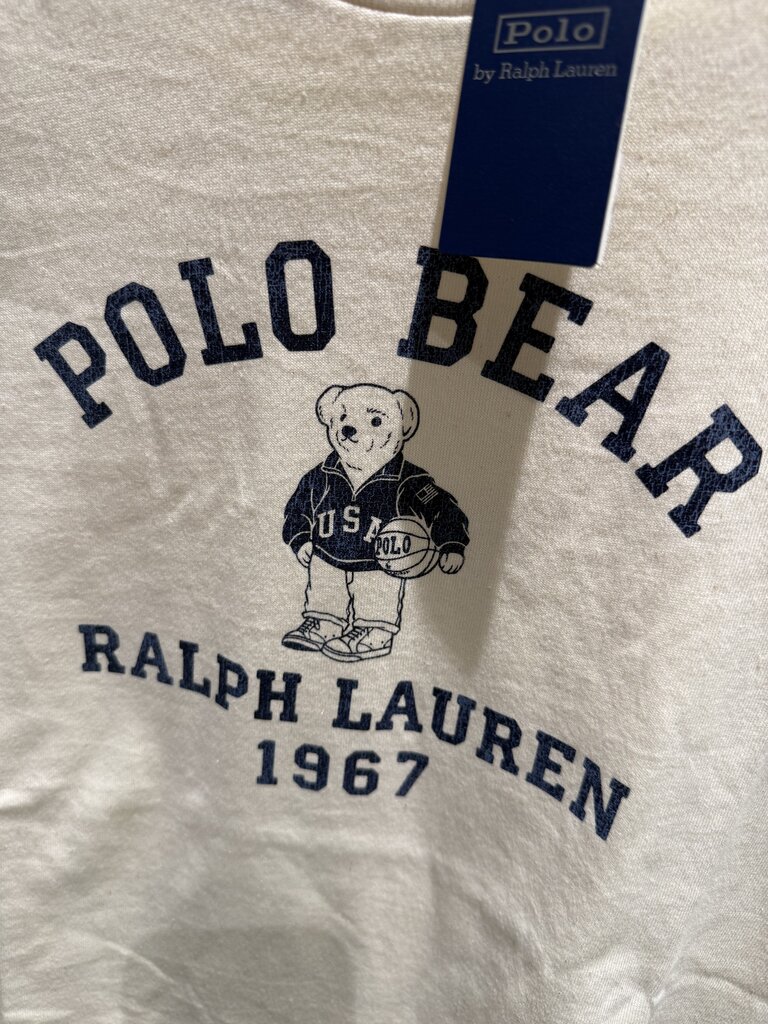 Polo
by Ralph Lauren
POLO BEAR
USA
POLO
RALPH LAUREN
1967